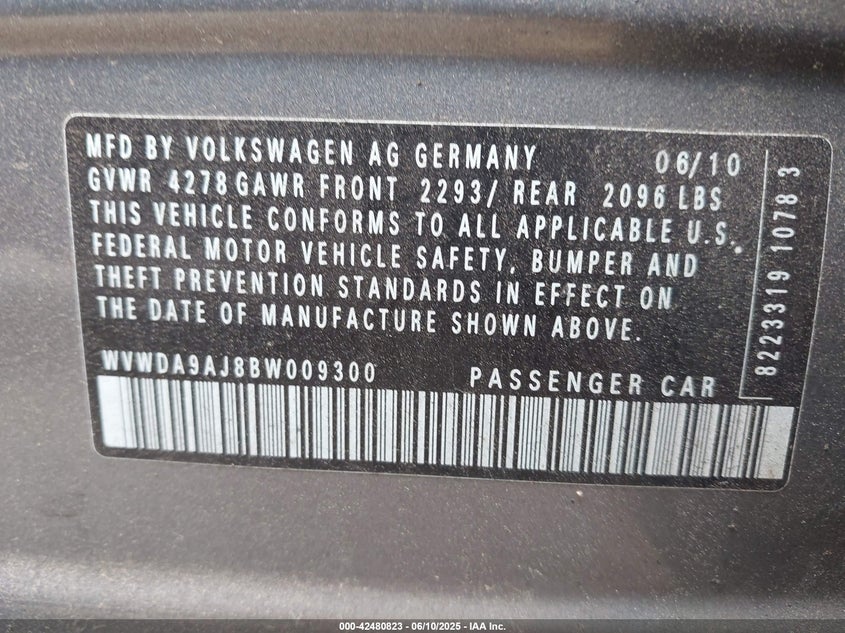 MFD BY VOLKSWAGEN AG GERMANY 06/10
GVWR 4278 GAWR FRONT 2293/ REAR 2096 LBS
THIS VEHICLE CONFORMS TO ALL APPLICABLE U.S.
FEDERAL MOTOR VEHICLE SAFETY, BUMPER AND
THEFT PREVENTION STANDARDS IN EFFECT ON
THE DATE OF MANUFACTURE SHOWN ABOVE.
WVWDA9AJ8BW009300 PASSENGER CAR
8223319 1078 3
000-42480823 - 06/10/2025 - IAA Inc.